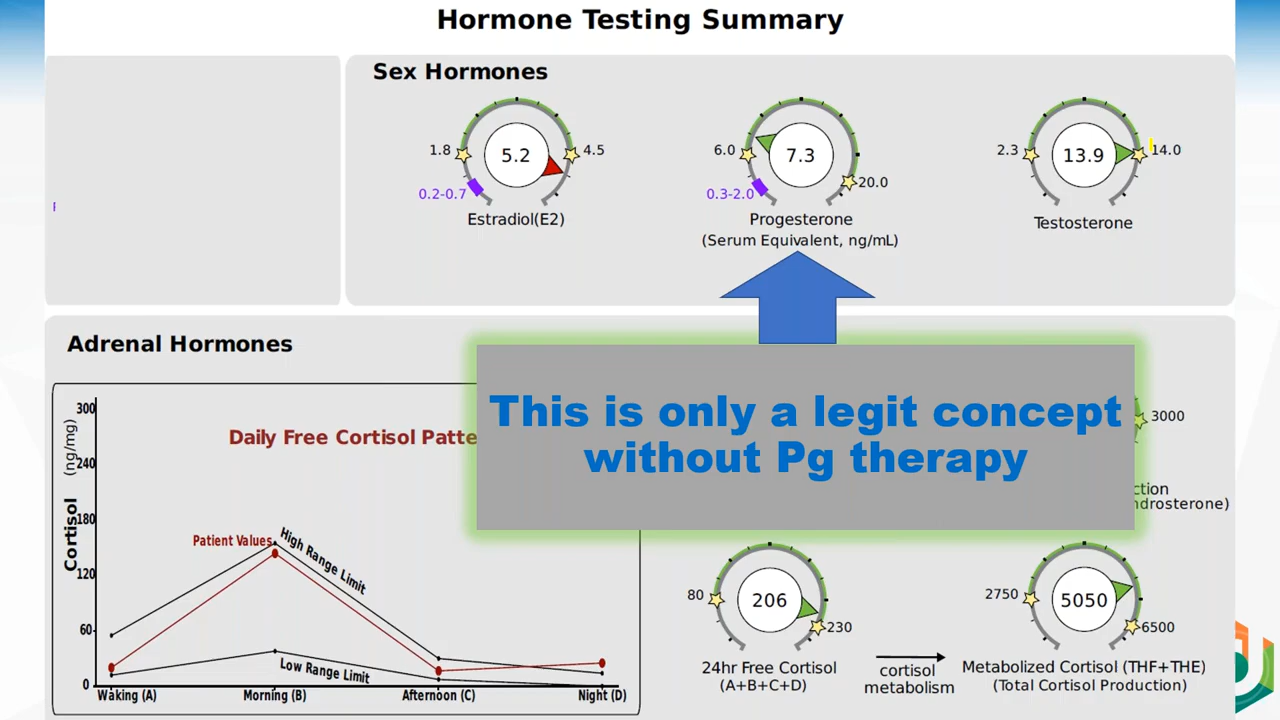 Hormone Testing Summary
Sex Hormones
1.8
5.2
4.5
0.2-0.7
Estradiol(E2)
6.0
7.3
20.0
0.3-2.0
Progesterone
(Serum Equivalent, ng/mL)
2.3
13.9
14.0
Testosterone
Adrenal Hormones
This is only a legit concept
without Pg therapy
Daily Free Cortisol Patte
Cortisol (ng/mg)
300
240
180
120
60
0
Patient Values
High Range Limit
Low Range Limit
Waking (A)
Morning (B)
Afternoon (C)
Night (D)
3000
ction
ndrosterone)
80
206
230
24hr Free Cortisol
(A+B+C+D)
cortisol
metabolism
2750
5050
6500
Metabolized Cortisol (THF+THE)
(Total Cortisol Production)